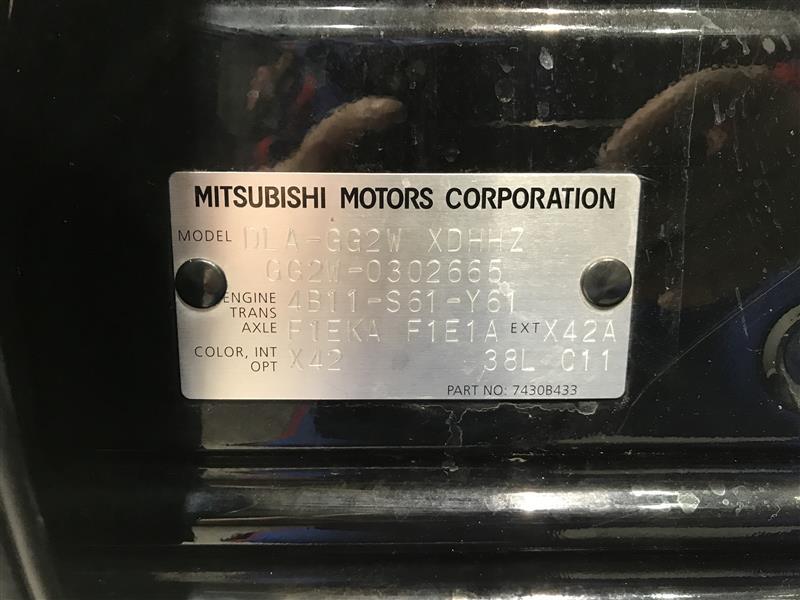 MITSUBISHI MOTORS CORPORATION
MODEL DLA-GG2W XDHHZ
GG2W-0302665
ENGINE 4B11-S61-Y61
TRANS
AXLE F1EKA F1E1A EXT X42A
COLOR, INT X42 38L C11
OPT
PART NO: 7430B433